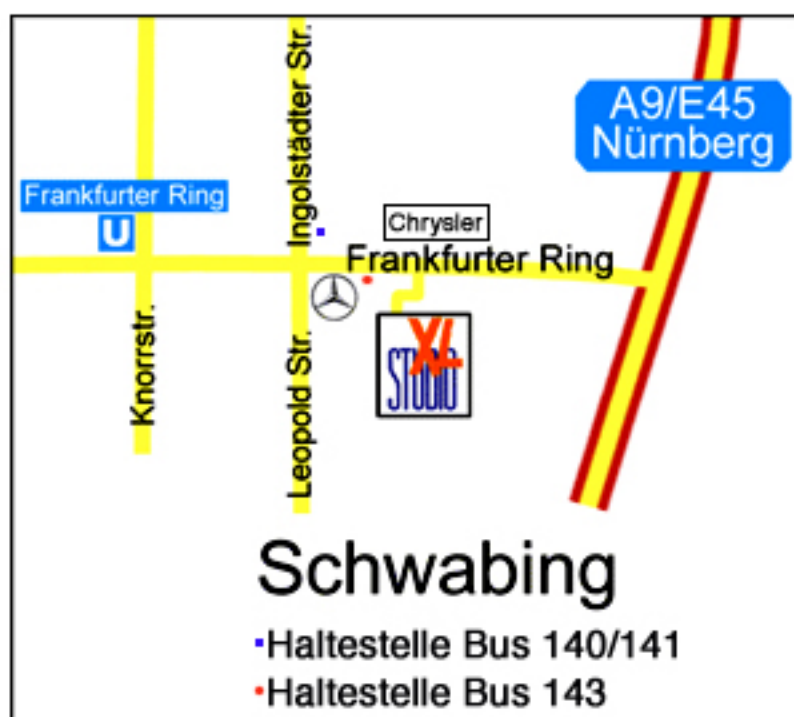 A9/E45
Nürnberg
Ingolstädter Str.
Frankfurter Ring
U
Chrysler
Frankfurter Ring
Knorrstr.
Leopold Str.
XL
STUDIO
Schwabing
Haltestelle Bus 140/141
Haltestelle Bus 143